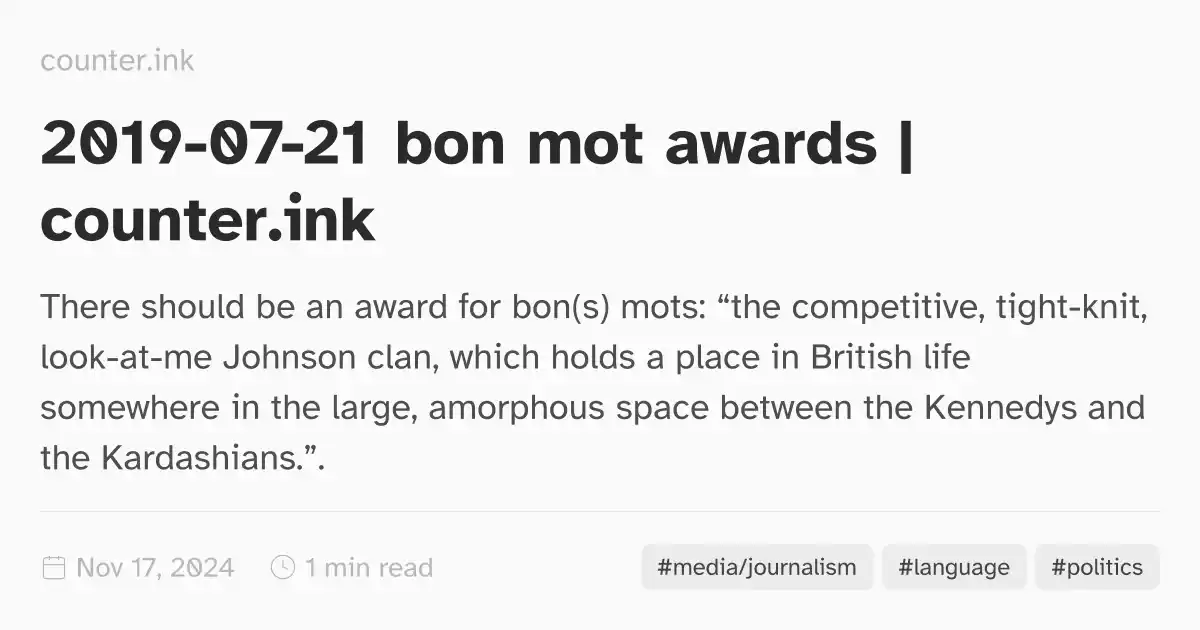 counter.ink
2019-07-21 bon mot awards |
counter.ink
There should be an award for bon(s) mots: “the competitive, tight-knit,
look-at-me Johnson clan, which holds a place in British life
somewhere in the large, amorphous space between the Kennedys and
the Kardashians.”.
Nov 17, 2024 1 min read #media/journalism #language #politics